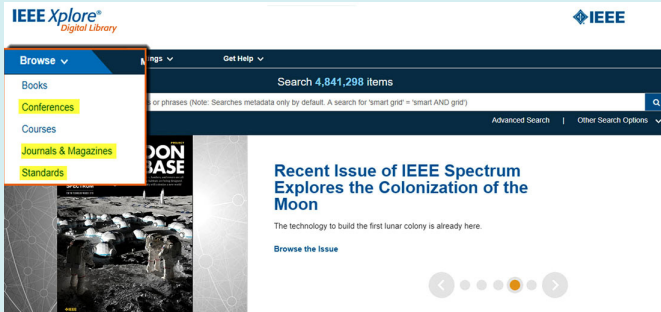 IEEE Xplore®
Digital Library
IEEE
Browse
Get Help
Books
Conferences
Courses
Journals & Magazines
Standards
Search 4,841,298 items
or phrases (Note: Searches metadata only by default. A search for 'smart grid' = 'smart AND grid')
Advanced Search | Other Search Options
SPECTRUM
Recent Issue of IEEE Spectrum
Explores the Colonization of the
Moon
The technology to build the first lunar colony is already here.
Browse the Issue
IEEE